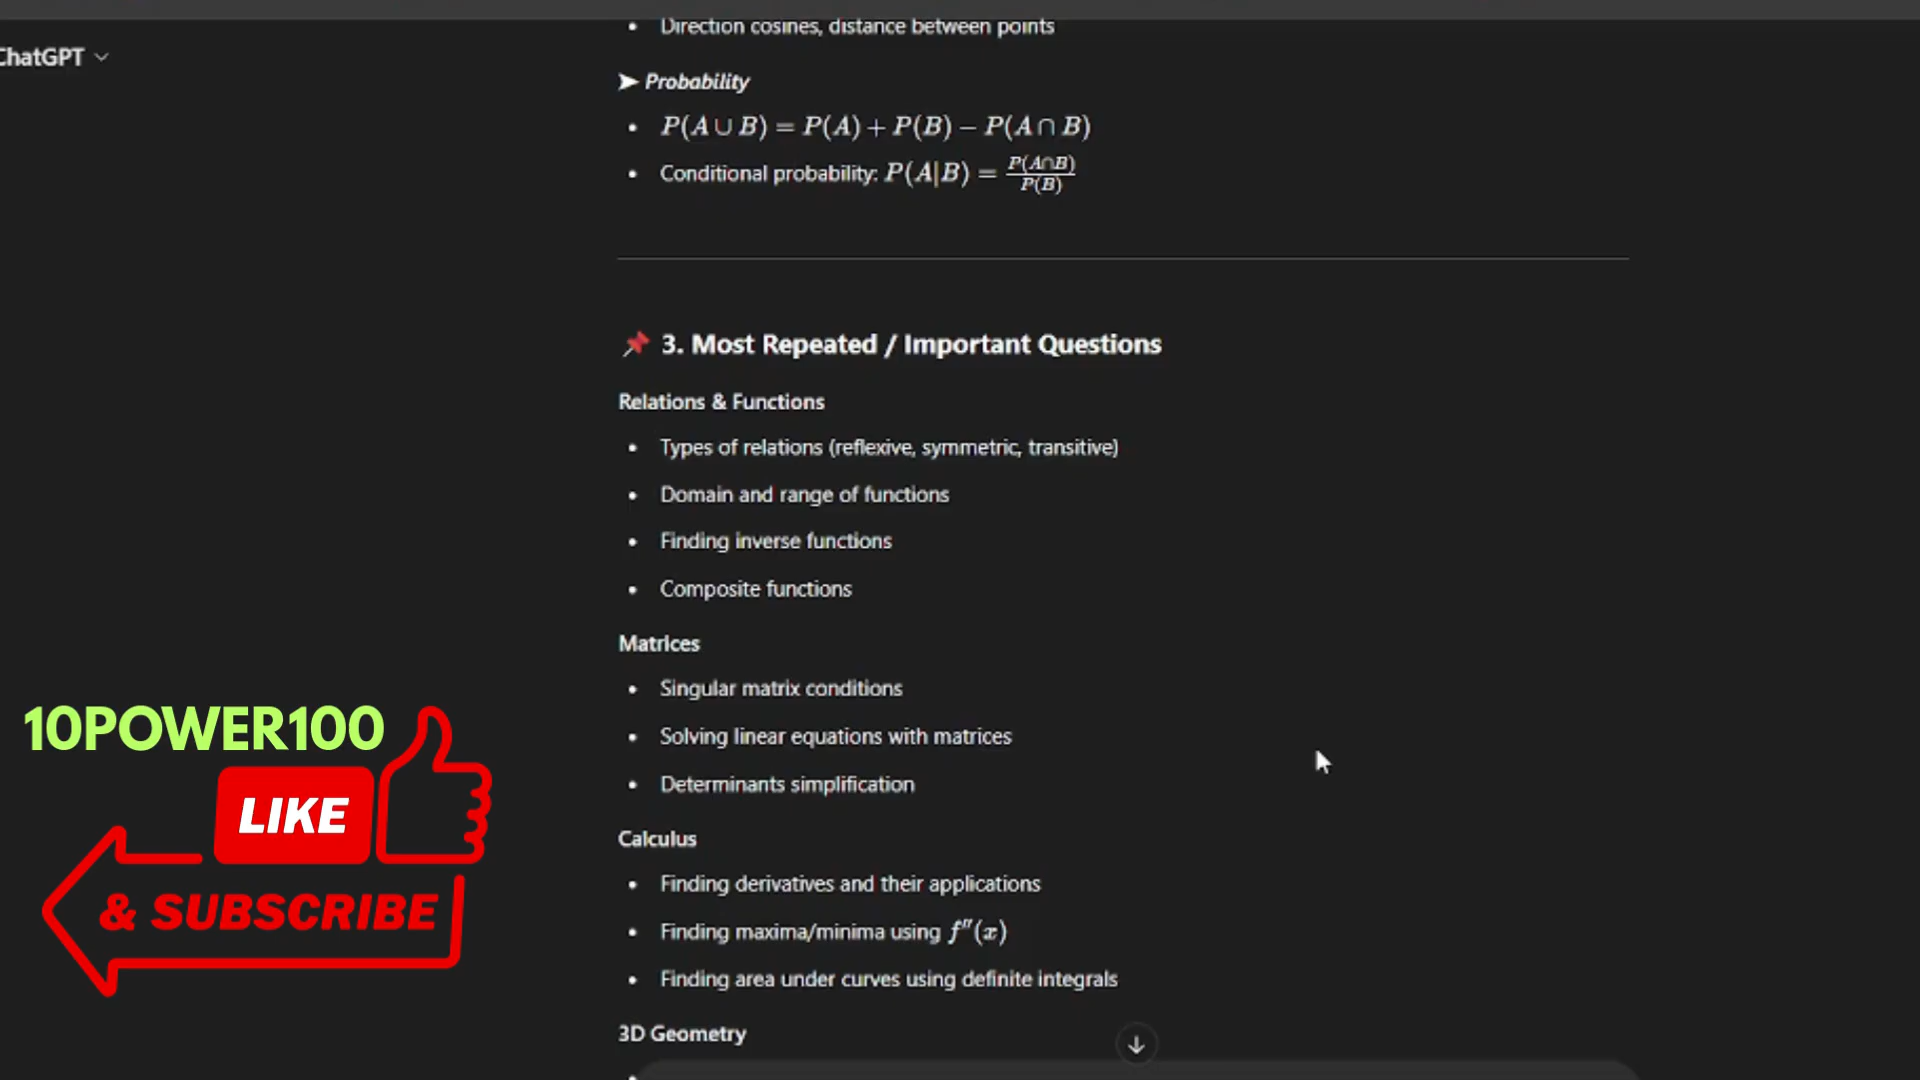 Direction cosines, distance between points
ChatGPT
➤ Probability
P(A ∪ B) = P(A) + P(B) − P(A ∩ B)
Conditional probability: P(A|B) = P(A∩B)/P(B)
📌 3. Most Repeated / Important Questions
Relations & Functions
Types of relations (reflexive, symmetric, transitive)
Domain and range of functions
Finding inverse functions
Composite functions
Matrices
Singular matrix conditions
Solving linear equations with matrices
Determinants simplification
Calculus
Finding derivatives and their applications
Finding maxima/minima using f''(x)
Finding area under curves using definite integrals
3D Geometry
10POWER100
LIKE
& SUBSCRIBE